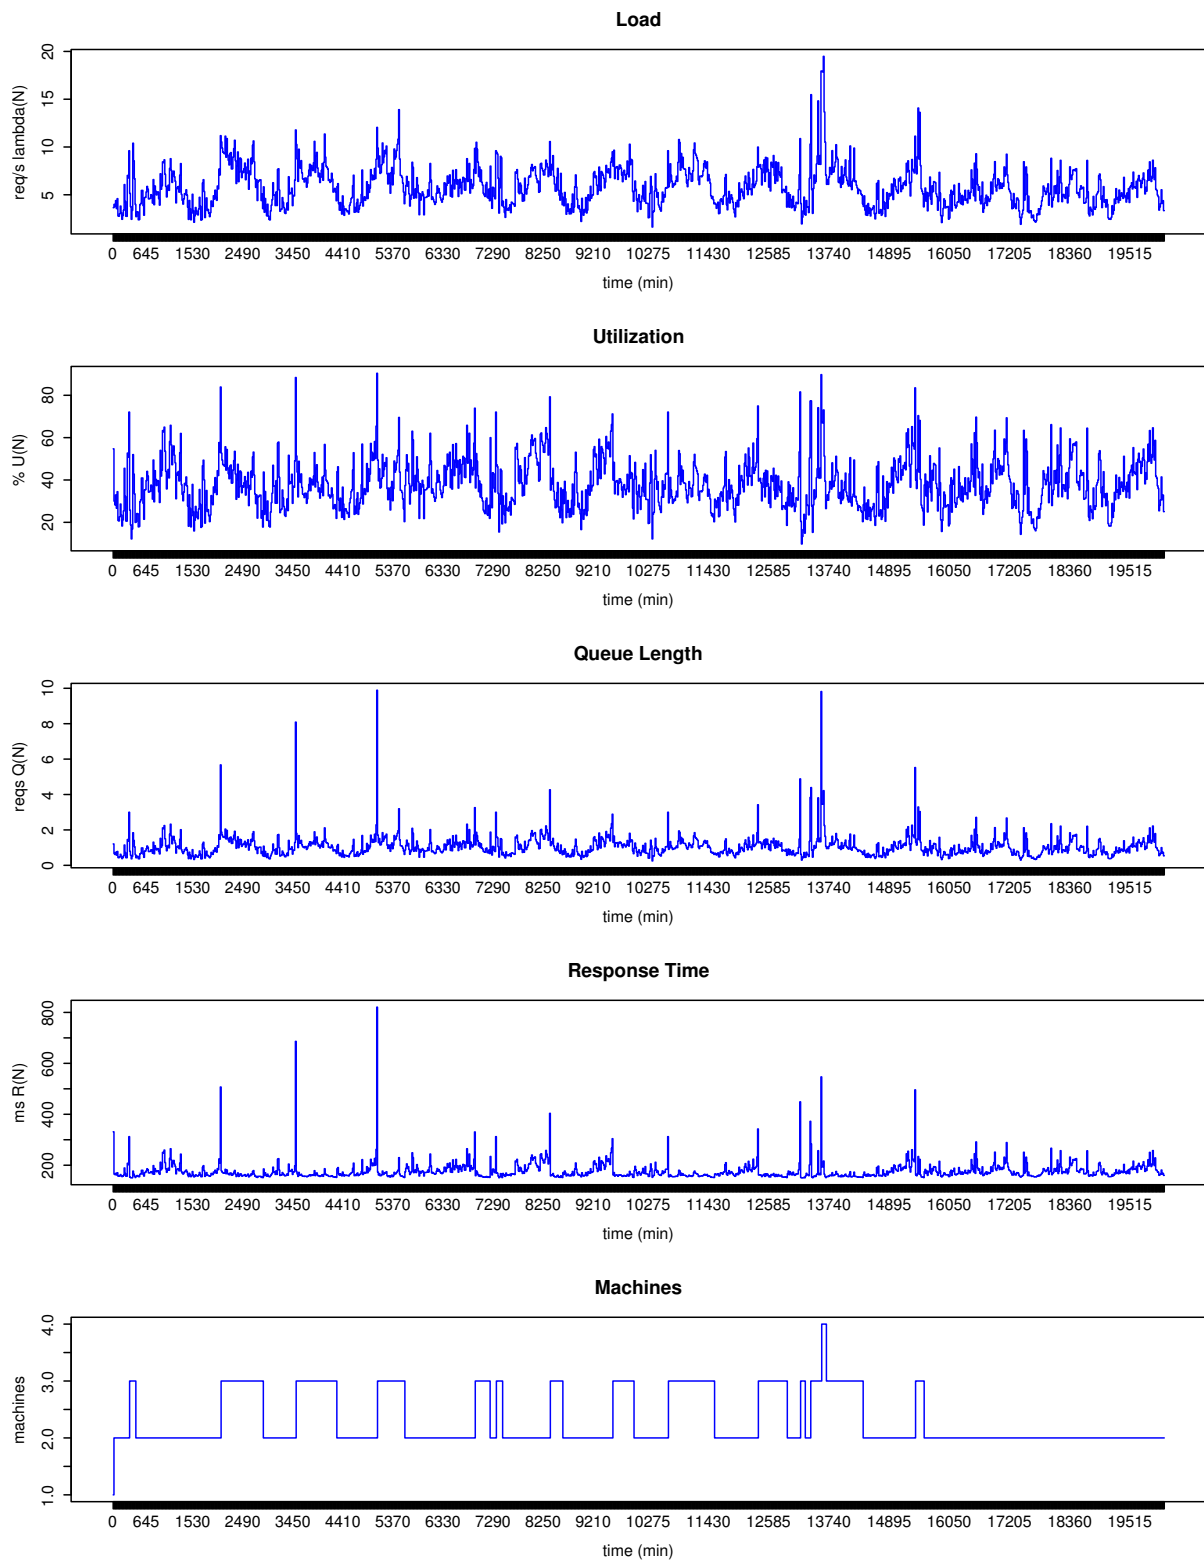 Load
req/s lambda(N)
20
15
10
5
0 645 1530 2490 3450 4410 5370 6330 7290 8250 9210 10275 11430 12585 13740 14895 16050 17205 18360 19515
time (min)
Utilization
% U(N)
80
60
40
20
0 645 1530 2490 3450 4410 5370 6330 7290 8250 9210 10275 11430 12585 13740 14895 16050 17205 18360 19515
time (min)
Queue Length
reqs Q(N)
10
8
6
4
2
0
0 645 1530 2490 3450 4410 5370 6330 7290 8250 9210 10275 11430 12585 13740 14895 16050 17205 18360 19515
time (min)
Response Time
ms R(N)
800
600
400
200
0 645 1530 2490 3450 4410 5370 6330 7290 8250 9210 10275 11430 12585 13740 14895 16050 17205 18360 19515
time (min)
Machines
machines
4.0
3.0
2.0
1.0
0 645 1530 2490 3450 4410 5370 6330 7290 8250 9210 10275 11430 12585 13740 14895 16050 17205 18360 19515
time (min)